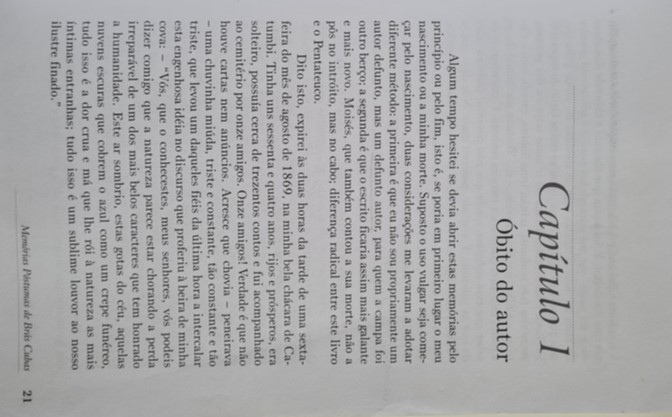 Capítulo I
Óbito do autor
Algum tempo hesitei se devia abrir estas memórias pelo
princípio ou pelo fim, isto é, se poria em primeiro lugar o meu
nascimento ou a minha morte. Suposto o uso vulgar seja come-
çar pelo nascimento, duas considerações me levaram a adotar
diferente método: a primeira é que eu não sou propriamente um
autor defunto, mas um defunto autor, para quem a campa foi
outro berço; a segunda é que o escrito ficaria assim mais galante
e mais novo. Moisés, que também contou a sua morte, não a
pôs no intróito, mas no cabo: diferença radical entre este livro
e o Pentateuco.
Dito isto, expirei às duas horas da tarde de uma sexta-
feira do mês de agosto de 1869, na minha bela chácara de Ca-
tumbi. Tinha uns sessenta e quatro anos, rijos e prósperos, era
solteiro, possuía cerca de trezentos contos e fui acompanhado
ao cemitério por onze amigos. Onze amigos! Verdade é que não
houve cartas nem anúncios. Acresce que chovia – peneirava
– uma chuvinha miúda, triste e constante, tão constante e tão
triste, que levou um daqueles fiéis da última hora a intercalar
esta engenhosa idéia no discurso que proferiu à beira de minha
cova: – "Vós, que o conhecestes, meus senhores, vós podeis
dizer comigo que a natureza parece estar chorando a perda
irreparável de um dos mais belos caracteres que tem honrado
a humanidade. Este ar sombrio, estas gotas do céu, aquelas
nuvens escuras que cobrem o azul como um crepe funéreo,
tudo isso é a dor crua e má que lhe rói à natureza as mais
íntimas entranhas; tudo isso é um sublime louvor ao nosso
ilustre finado."
Memórias Póstumas de Brás Cubas 21